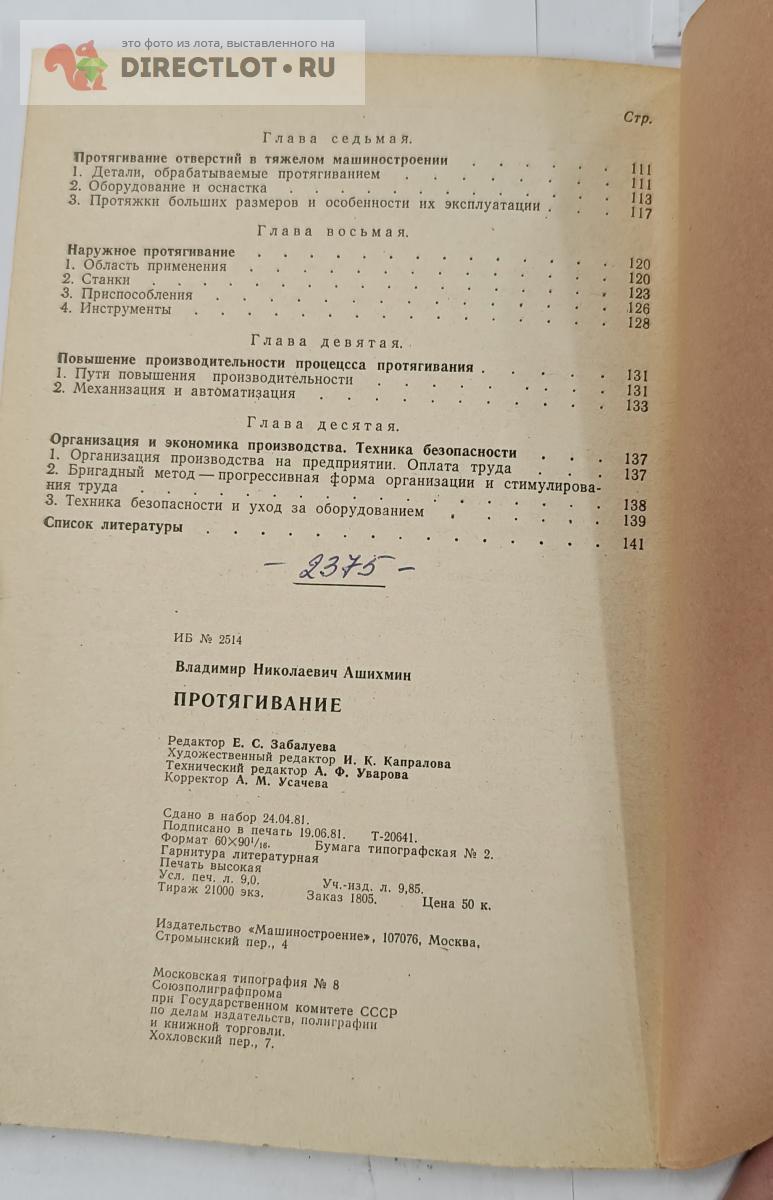 это фото из лота, выставленного на
DIRECTLOT•RU
Стр.
Глава седьмая.
Протягивание отверстий в тяжелом машиностроении . . . . . . 111
1. Детали, обрабатываемые протягиванием . . . . . . 111
2. Оборудование и оснастка . . . . . . . . 113
3. Протяжки больших размеров и особенности их эксплуатации . . . 117
Глава восьмая.
Наружное протягивание . . . . . . . . . 120
1. Область применения . . . . . . . . . 120
2. Станки . . . . . . . . . . . 123
3. Приспособления . . . . . . . . . . 126
4. Инструменты . . . . . . . . . . 128
Глава девятая.
Повышение производительности процецсса протягивания . . . . . 131
1. Пути повышения производительности . . . . . . 131
2. Механизация и автоматизация . . . . . . . 133
Глава десятая.
Организация и экономика производства. Техника безопасности . . . 137
1. Организация производства на предприятии. Оплата труда . . . 137
2. Бригадный метод — прогрессивная форма организации и стимулирова-
ния труда . . . . . . . . . . . 138
3. Техника безопасности и уход за оборудованием . . . . . 139
Список литературы . . . . . . . . . . 141
– 2375 –
ИБ № 2514
Владимир Николаевич Ашихмин
ПРОТЯГИВАНИЕ
Редактор Е. С. Забалуева
Художественный редактор И. К. Капралова
Технический редактор А. Ф. Уварова
Корректор А. М. Усачева
Сдано в набор 24.04.81.
Подписано в печать 19.06.81. Т-20641.
Формат 60×90¹/₁₆. Бумага типографская № 2.
Гарнитура литературная
Печать высокая
Усл. печ. л. 9,0. Уч.-изд. л. 9,85.
Тираж 21000 экз. Заказ 1805. Цена 50 к.
Издательство «Машиностроение», 107076, Москва,
Стромынский пер., 4
Московская типография № 8
Союзполиграфпрома
при Государственном комитете СССР
по делам издательств, полиграфии
и книжной торговли.
Хохловский пер., 7.